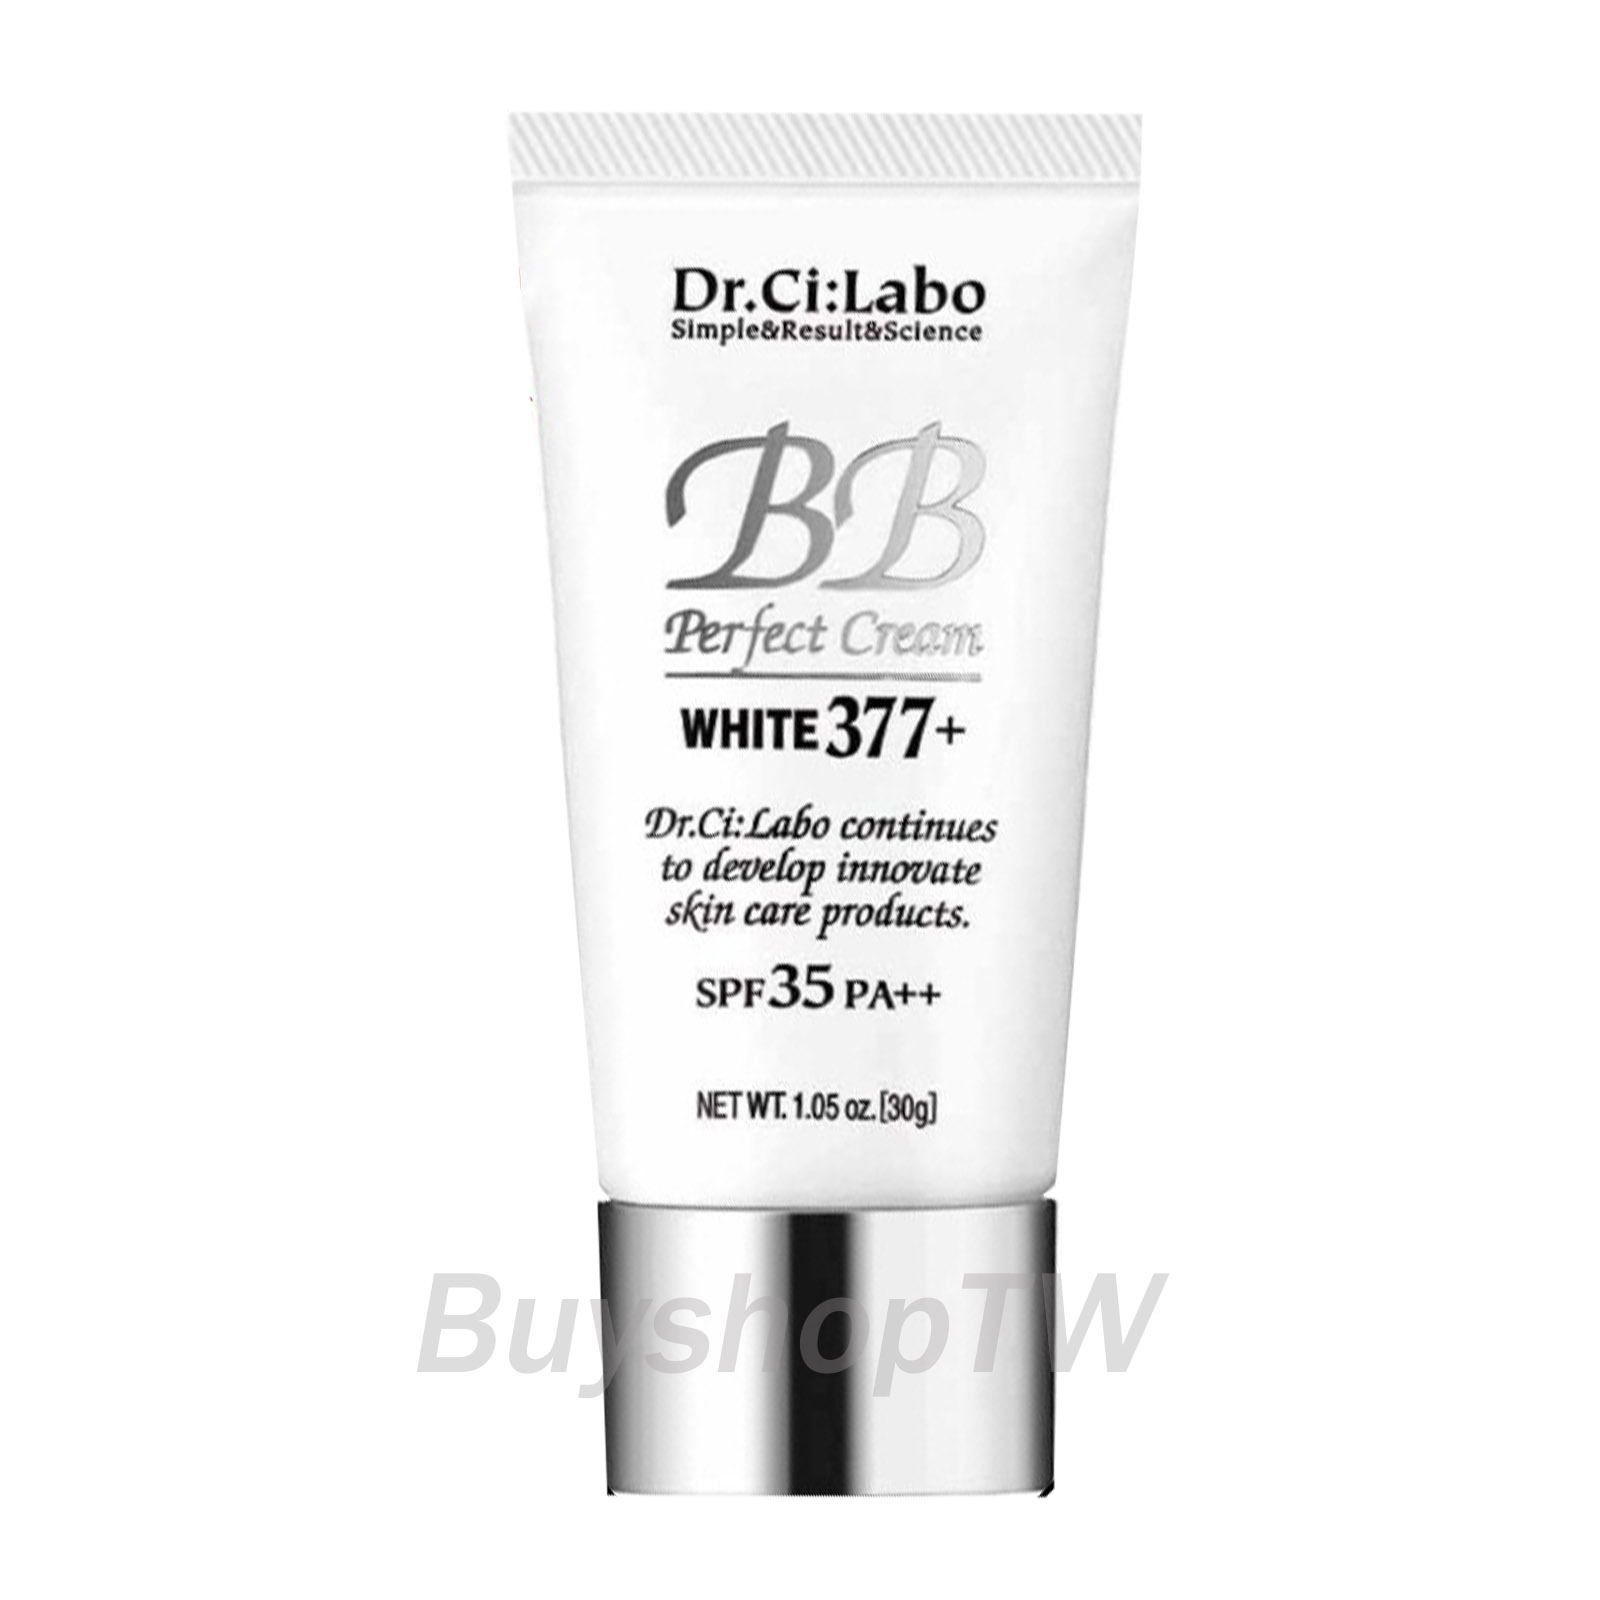 Dr.Ci:Labo
Simple&Result&Science
BB
Perfect Cream
WHITE 377+
Dr.Ci:Labo continues
to develop innovate
skin care products.
SPF35 PA++
NET WT. 1.05 oz.[30g]
BuyshopTW